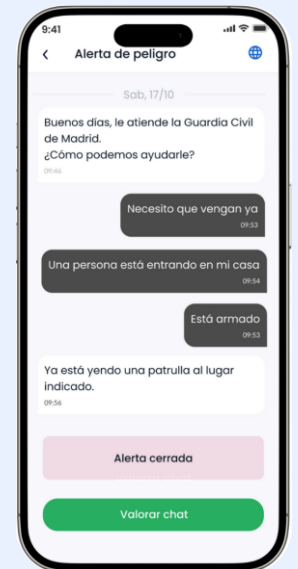 9:41
Alerta de peligro
Sab, 17/10
Buenos días, le atiende la Guardia Civil
de Madrid.
¿Cómo podemos ayudarle?
09:46
Necesito que vengan ya
09:53
Una persona está entrando en mi casa
09:54
Está armado
09:53
Ya está yendo una patrulla al lugar
indicado.
09:56
Alerta cerrada
Valorar chat